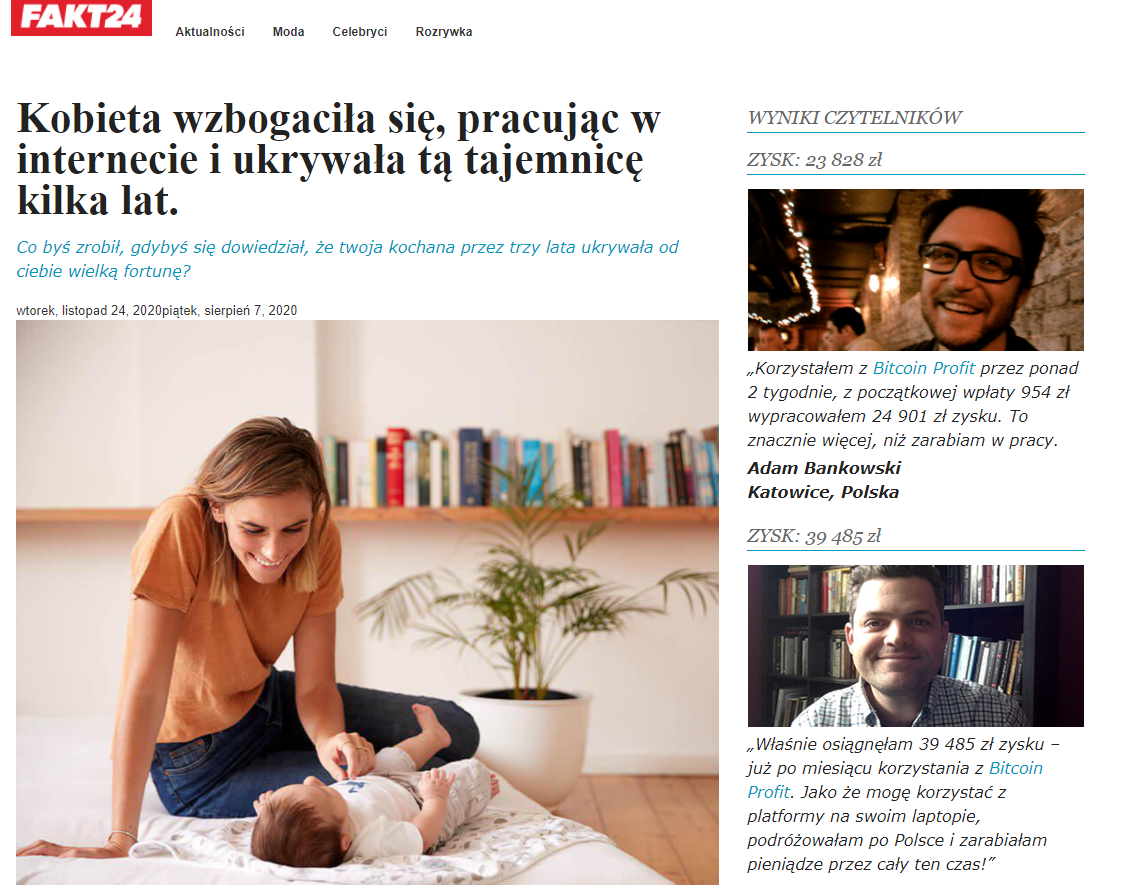 FAKT24
Aktualności Moda Celebryci Rozrywka
Kobieta wzbogaciła się, pracując w
internecie i ukrywała tą tajemnicę
kilka lat.
Co byś zrobił, gdybyś się dowiedział, że twoja kochana przez trzy lata ukrywała od
ciebie wielką fortunę?
wtorek, listopad 24, 2020piątek, sierpień 7, 2020
WYNIKI CZYTELNIKÓW
ZYSK: 23 828 zł
„Korzystałem z Bitcoin Profit przez ponad
2 tygodnie, z początkowej wpłaty 954 zł
wypracowałem 24 901 zł zysku. To
znacznie więcej, niż zarabiam w pracy.
Adam Bankowski
Katowice, Polska
ZYSK: 39 485 zł
„Właśnie osiągnęłam 39 485 zł zysku –
już po miesiącu korzystania z Bitcoin
Profit. Jako że mogę korzystać z
platformy na swoim laptopie,
podróżowałam po Polsce i zarabiałam
pieniądze przez cały ten czas!”